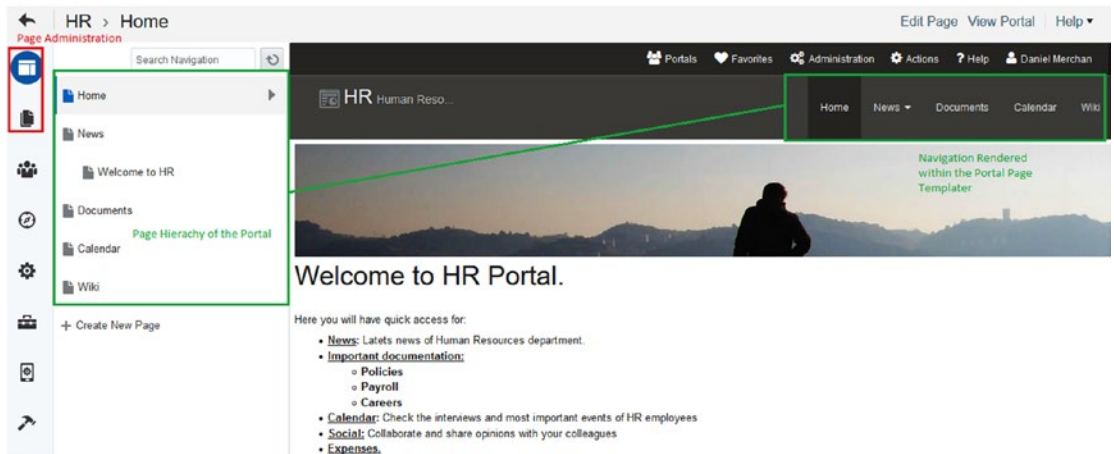 HR > Home
Edit Page View Portal Help
Page Administration
Search Navigation
Portals Favorites Administration Actions ? Help Daniel Merchan
Home
HR Human Reso...
Home News Documents Calendar Wiki
News
Welcome to HR
Navigation Rendered
within the Portal Page
Templater
Documents
Page Hierachy of the Portal
Calendar
Wiki
+ Create New Page
Welcome to HR Portal.
Here you will have quick access for:
• News: Latets news of Human Resources department.
• Important documentation:
○ Policies
○ Payroll
○ Careers
• Calendar: Check the interviews and most important events of HR employees
• Social: Collaborate and share opinions with your colleagues
• Expenses.